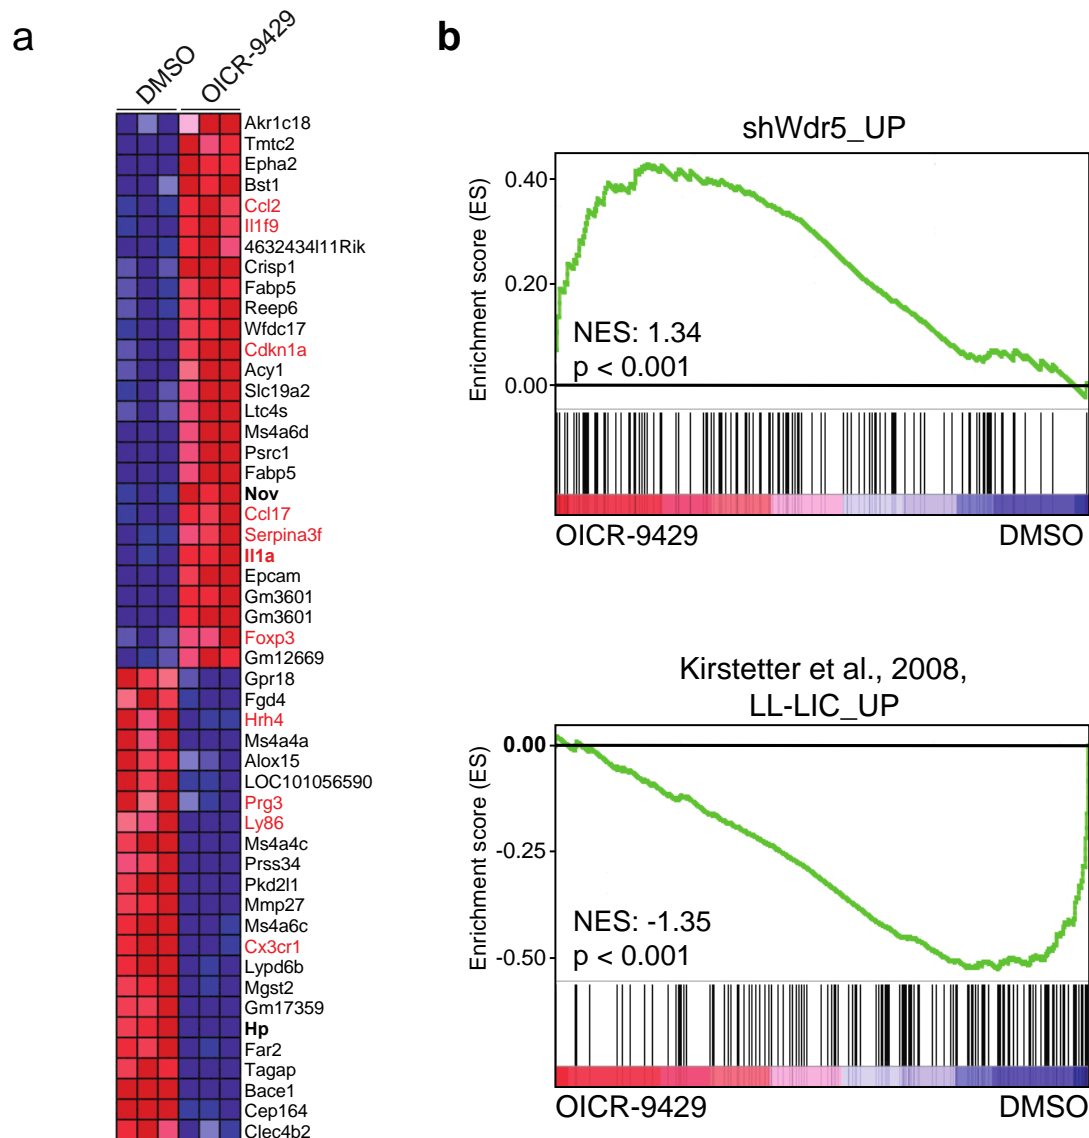 a
DMSO
OICR-9429
Akr1c18
Tmtc2
Epha2
Bst1
Ccl2
Il1f9
4632434I11Rik
Crisp1
Fabp5
Reep6
Wfdc17
Cdkn1a
Acy1
Slc19a2
Ltc4s
Ms4a6d
Psrc1
Fabp5
Nov
Ccl17
Serpina3f
Il1a
Epcam
Gm3601
Gm3601
Foxp3
Gm12669
Gpr18
Fgd4
Hrh4
Ms4a4a
Alox15
LOC101056590
Prg3
Ly86
Ms4a4c
Prss34
Pkd2l1
Mmp27
Ms4a6c
Cx3cr1
Lypd6b
Mgst2
Gm17359
Hp
Far2
Tagap
Bace1
Cep164
Clec4b2
b
shWdr5_UP
Enrichment score (ES)
0.40
0.20
0.00
NES: 1.34
p < 0.001
OICR-9429 DMSO
Kirstetter et al., 2008,
LL-LIC_UP
Enrichment score (ES)
0.00
-0.25
-0.50
NES: -1.35
p < 0.001
OICR-9429 DMSO